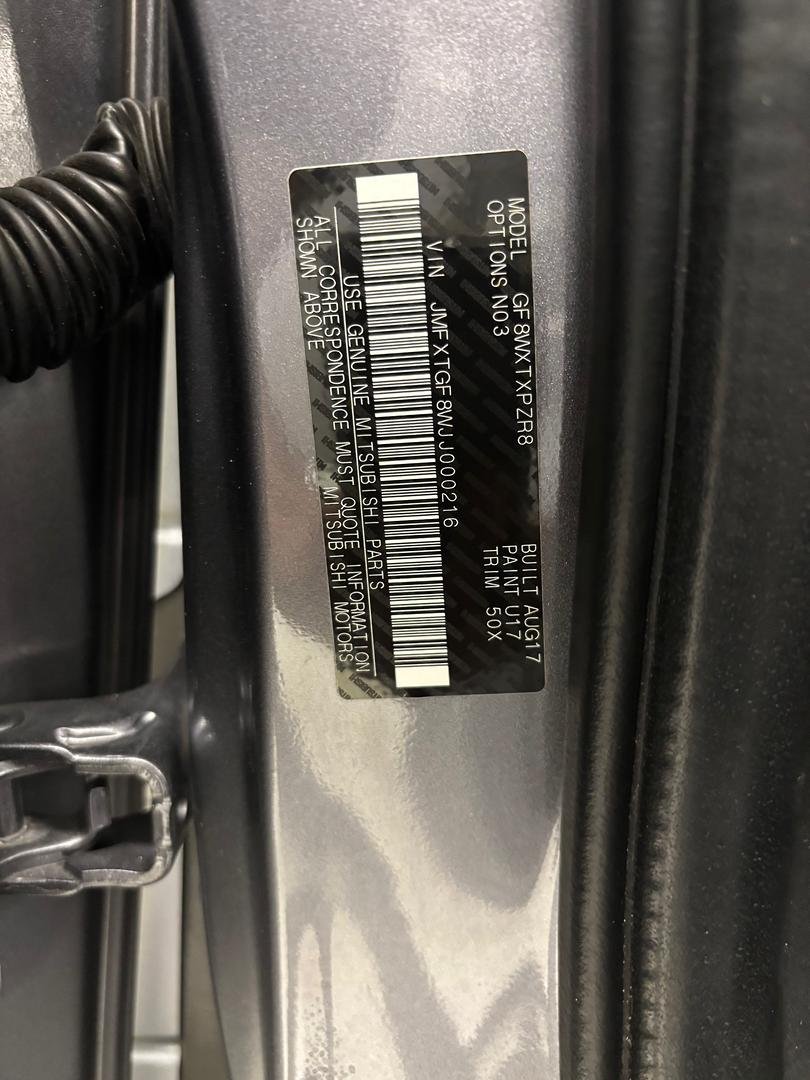 MODEL GF8WXTXPZR8
OPTIONS N03
BUILT AUG17
PAINT U17
TRIM 50X
VIN JMFXTGF8WJJ000216
USE GENUINE MITSUBISHI PARTS
ALL CORRESPONDENCE MUST QUOTE INFORMATION
SHOWN ABOVE MITSUBISHI MOTORS